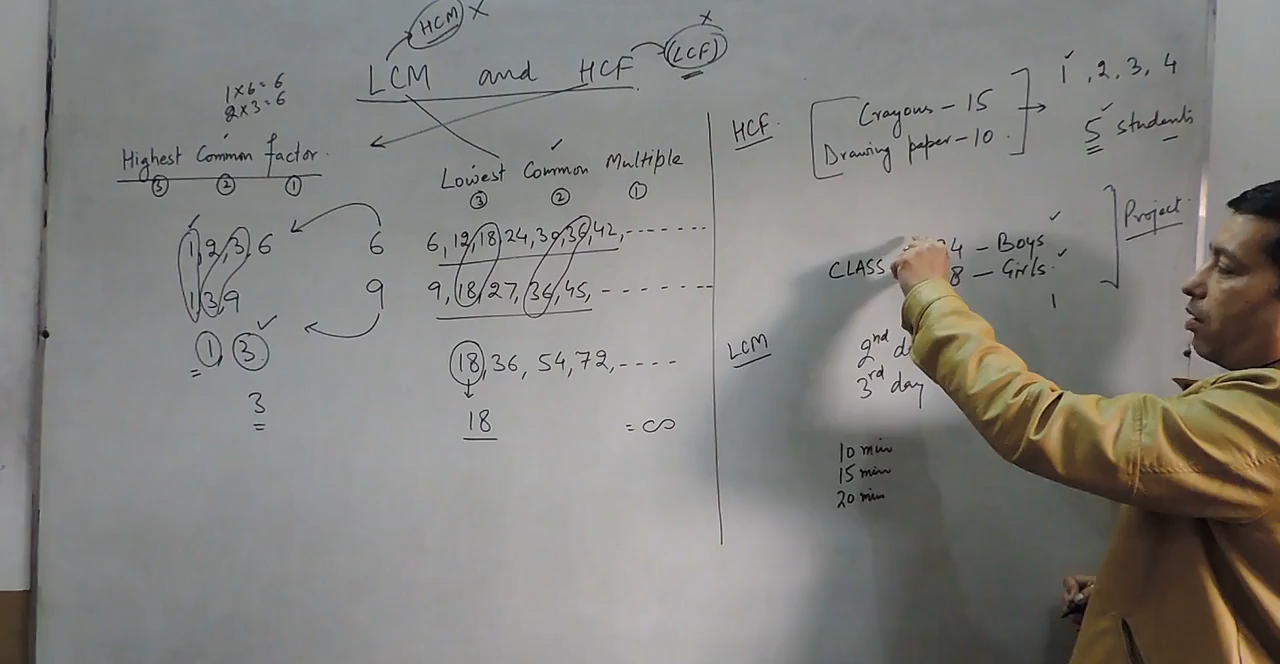 HCM X
X
LCM and HCF (LCF)
1x6=6
2x3=6
Highest Common factor.
③ ② ①
1,2,3,6 6
1,3,9 9
1, 3
3
Lowest Common Multiple
③ ② ①
6,12,18,24,30,36,42,-------
9,18,27,36,45,-------
18,36,54,72,----
18 = ∞
HCF.
Crayons-15
Drawing paper-10
1,2,3,4
5 students
CLASS 4 - Boys
8 - Girls.
Project.
1
LCM
2nd
3rd day
10 min
15 min
20 min